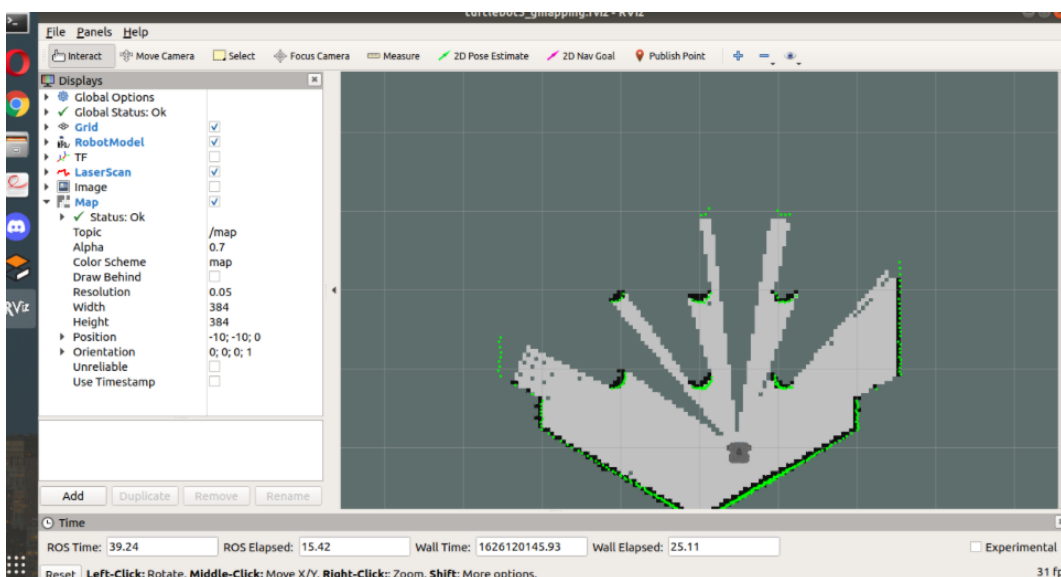 turtlebot3_gmapping.rviz - RViz
File Panels Help
Interact Move Camera Select Focus Camera Measure 2D Pose Estimate 2D Nav Goal Publish Point
Displays
Global Options
Global Status: Ok
Grid
RobotModel
TF
LaserScan
Image
Map
Status: Ok
Topic /map
Alpha 0.7
Color Scheme map
Draw Behind
Resolution 0.05
Width 384
Height 384
Position -10; -10; 0
Orientation 0; 0; 0; 1
Unreliable
Use Timestamp
RViz
Add Duplicate Remove Rename
Time
ROS Time: 39.24 ROS Elapsed: 15.42 Wall Time: 1626120145.93 Wall Elapsed: 25.11 Experimental
Reset Left-Click: Rotate. Middle-Click: Move X/Y. Right-Click:: Zoom. Shift: More options. 31 fp